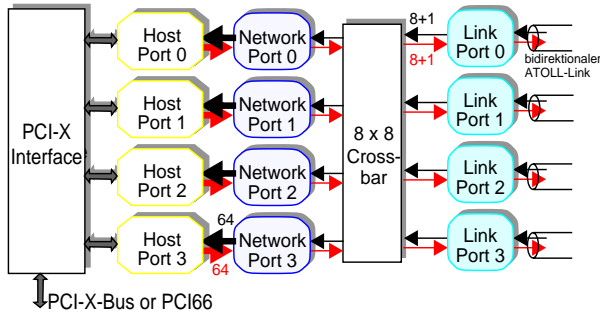 PCI-X
Interface
Host
Port 0
Network
Port 0
8+1
8+1
Link
Port 0
bidirektionaler
ATOLL-Link
Host
Port 1
Network
Port 1
8 x 8
Cross-
bar
Link
Port 1
Host
Port 2
Network
Port 2
Link
Port 2
Host
Port 3
64
64
Network
Port 3
Link
Port 3
PCI-X-Bus or PCI66